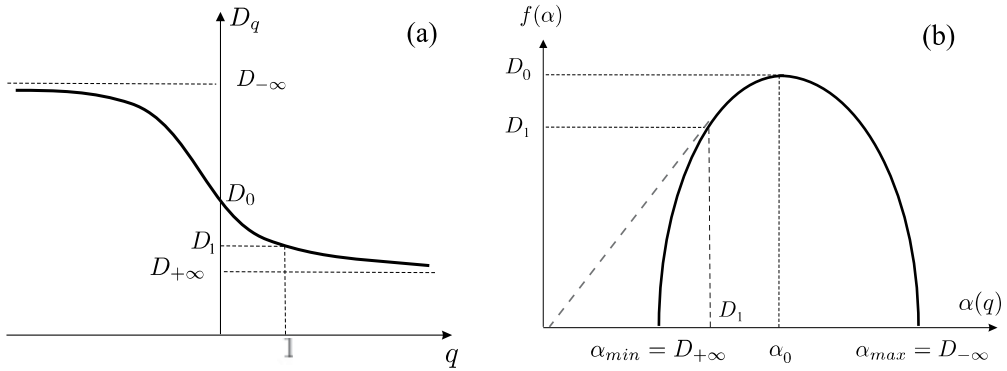 D_q
(a)
D_{-∞}
D_0
D_1
D_{+∞}
1
q
f(α)
(b)
D_0
D_1
D_1
α(q)
α_{min} = D_{+∞}
α_0
α_{max} = D_{-∞}